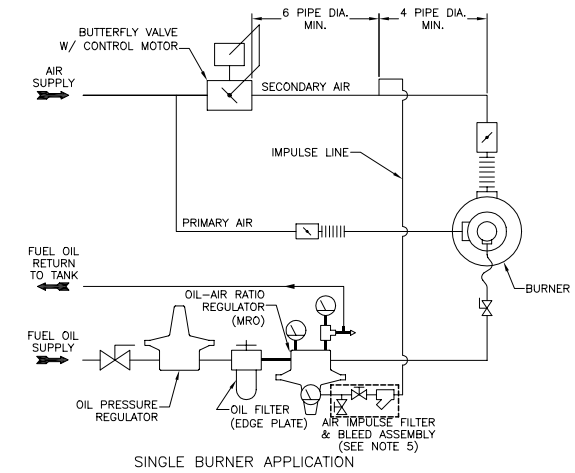 6 PIPE DIA.
MIN.
4 PIPE DIA.
MIN.
BUTTERFLY VALVE
W/ CONTROL MOTOR
AIR
SUPPLY
SECONDARY AIR
IMPULSE LINE
PRIMARY AIR
FUEL OIL
RETURN
TO TANK
BURNER
OIL-AIR RATIO
REGULATOR
(MRO)
FUEL OIL
SUPPLY
OIL PRESSURE
REGULATOR
OIL FILTER
(EDGE PLATE)
AIR IMPULSE FILTER
& BLEED ASSEMBLY
(SEE NOTE 5)
SINGLE BURNER APPLICATION